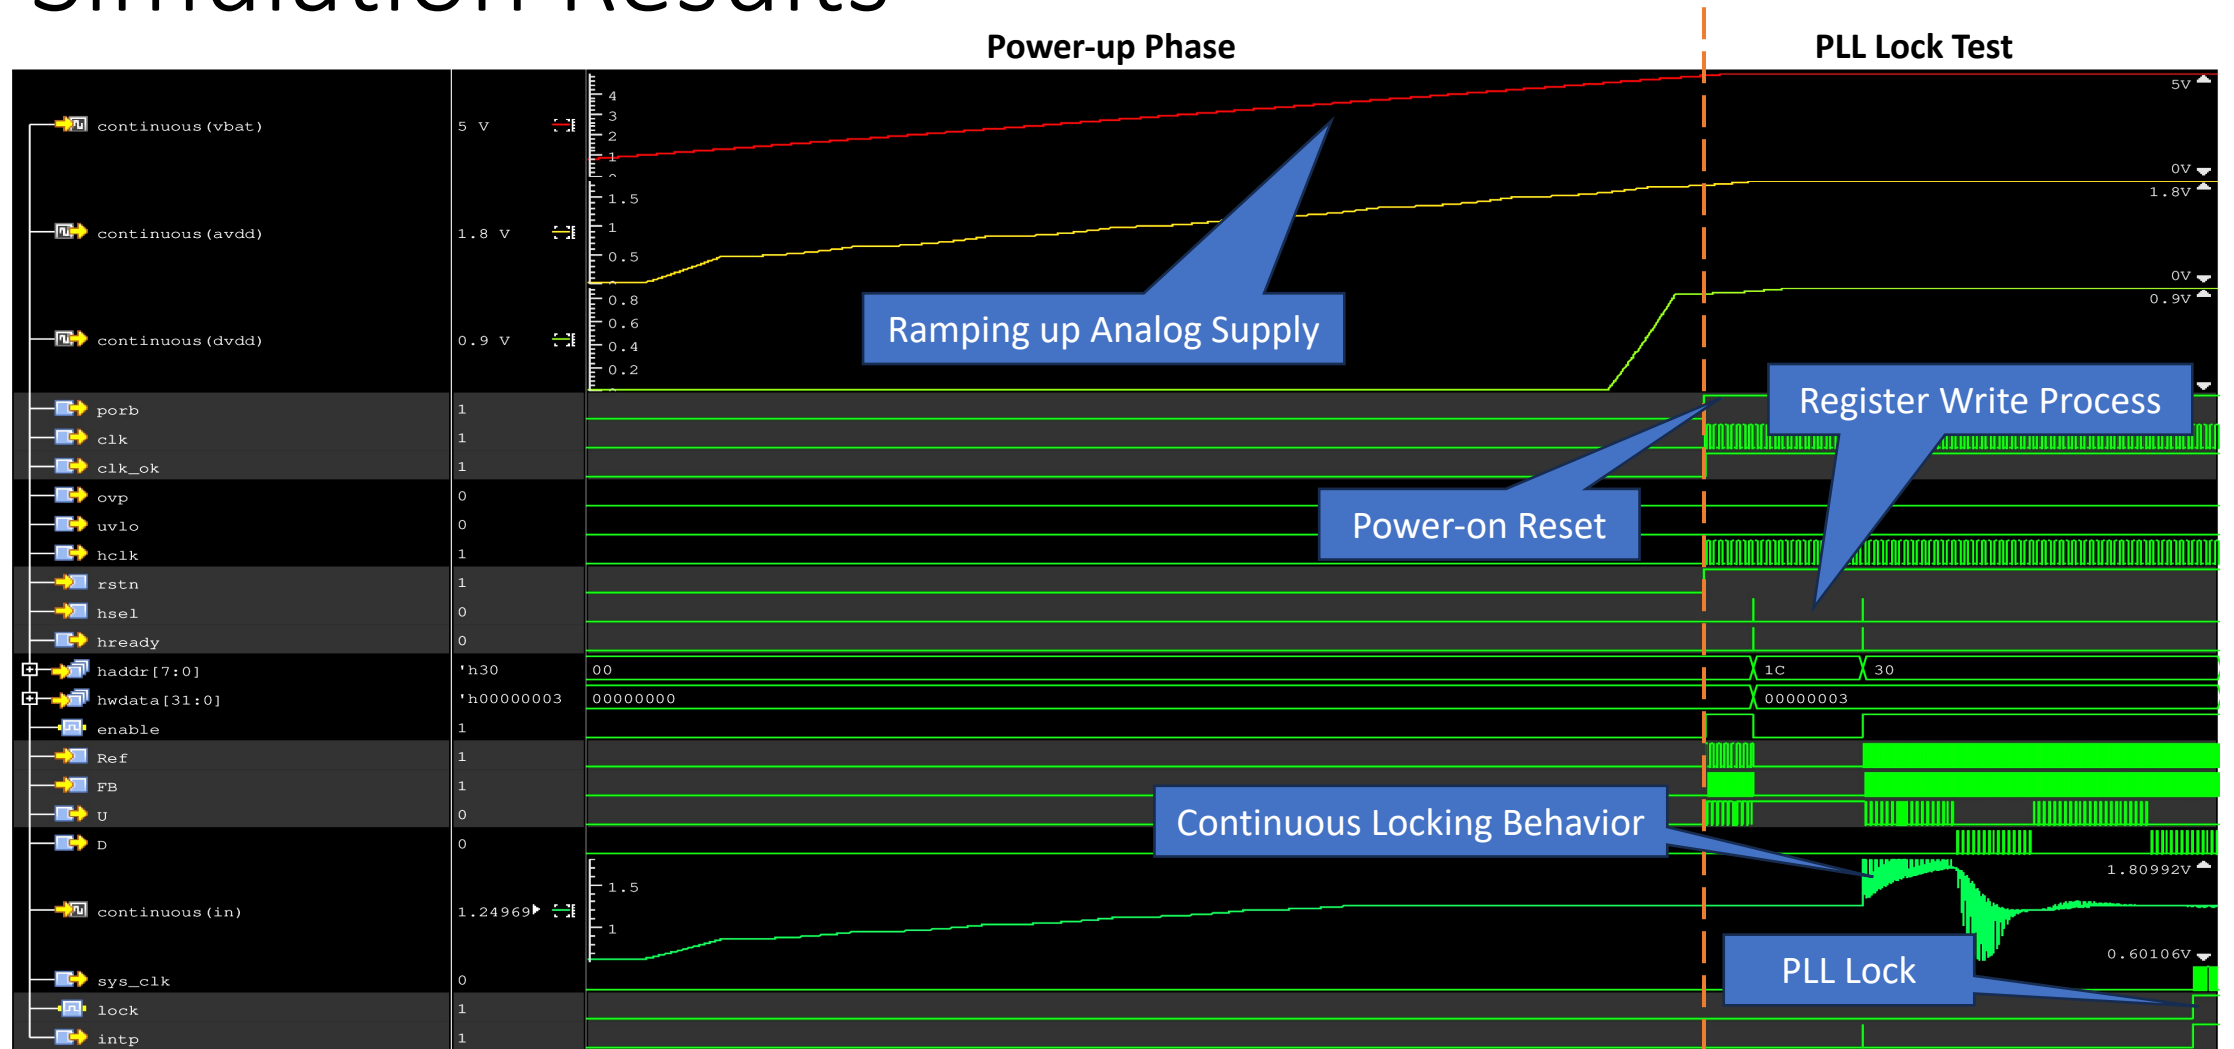 Simulation Results
Power-up Phase
PLL Lock Test
continuous(vbat) 5 V
4
3
2
1
0
5V
0V
continuous(avdd) 1.8 V
1.5
1
0.5
1.8V
0V
continuous(dvdd) 0.9 V
0.8
0.6
0.4
0.2
0.9V
Ramping up Analog Supply
Register Write Process
porb 1
clk 1
clk_ok 1
ovp 0
uvlo 0
Power-on Reset
hclk 1
rstn 1
hsel 0
hready 0
haddr[7:0] 'h30 00 1C 30
hwdata[31:0] 'h00000003 00000000 00000003
enable 1
Ref 1
FB 1
U 0
Continuous Locking Behavior
D 0
continuous(in) 1.24969
1.5
1
1.80992V
0.60106V
PLL Lock
sys_clk 0
lock 1
intp 1